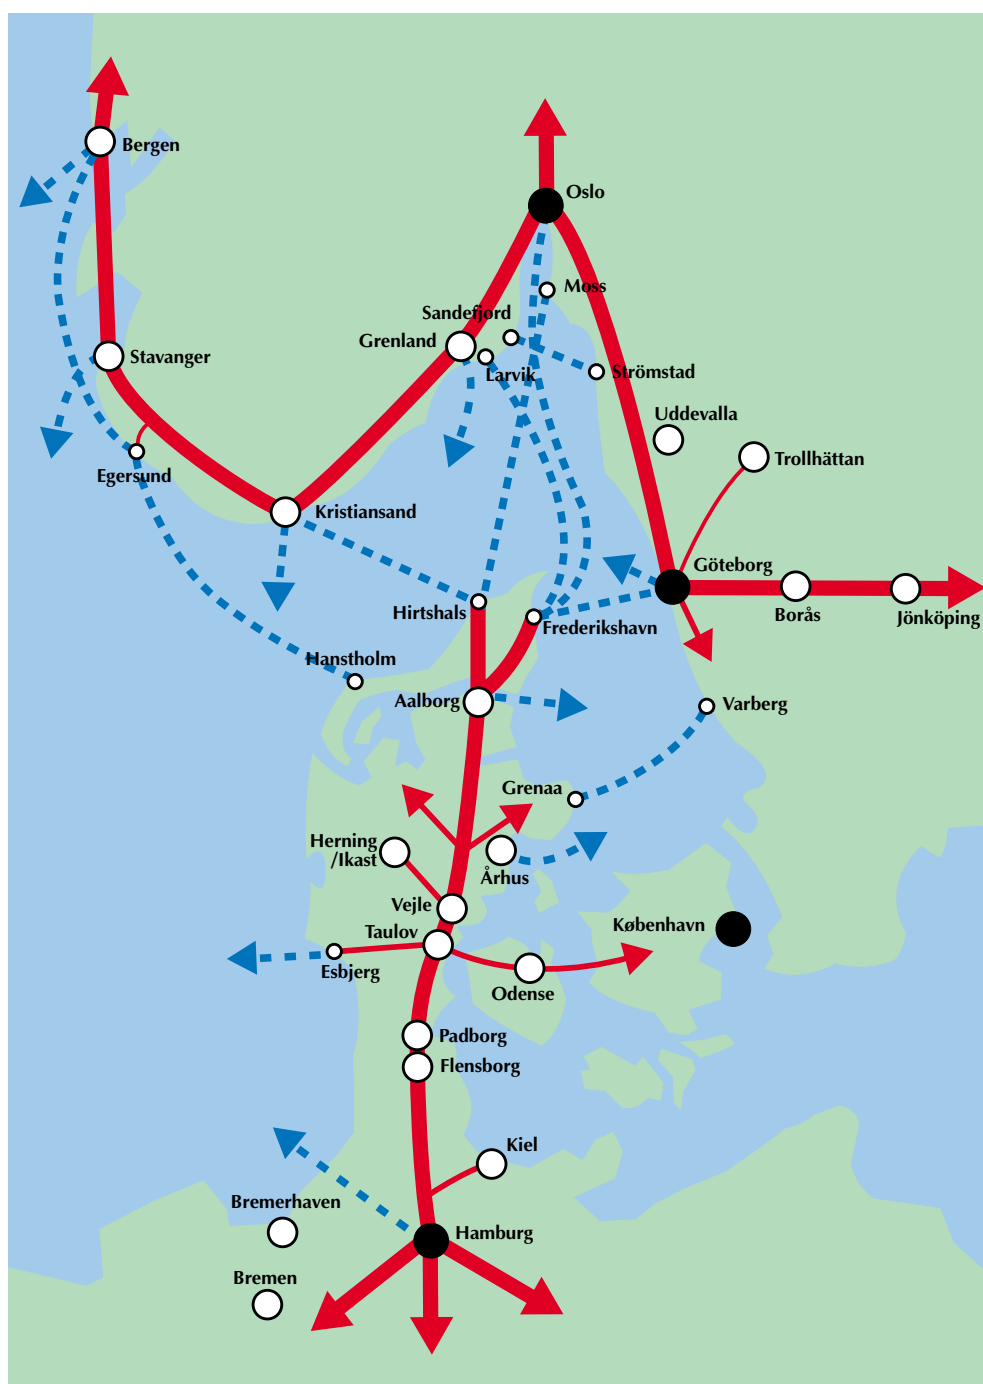 Bergen
Oslo
Moss
Sandefjord
Grenland
Stavanger
Larvik
Strömstad
Uddevalla
Trollhättan
Egersund
Kristiansand
Göteborg
Hirtshals
Borås
Jönköping
Frederikshavn
Hanstholm
Aalborg
Varberg
Grenaa
Herning
/Ikast
Århus
Vejle
København
Taulov
Esbjerg
Odense
Padborg
Flensborg
Kiel
Bremerhaven
Hamburg
Bremen